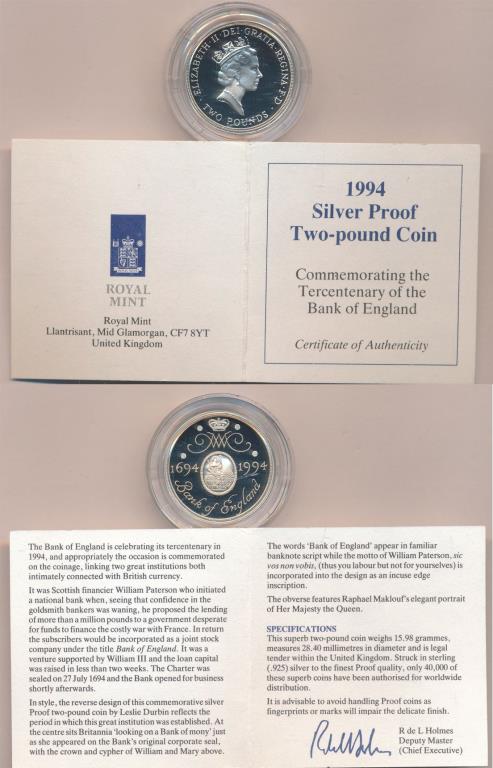 · ELIZABETH · II · DEI · GRATIA · REGINA · F · D ·
TWO POUNDS
ROYAL
MINT
Royal Mint
Llantrisant, Mid Glamorgan, CF7 8YT
United Kingdom
1994
Silver Proof
Two-pound Coin
Commemorating the
Tercentenary of the
Bank of England
Certificate of Authenticity
1694 1994
Bank of England
The Bank of England is celebrating its tercentenary in
1994, and appropriately the occasion is commemorated
on the coinage, linking two great institutions both
intimately connected with British currency.
It was Scottish financier William Paterson who initiated
a national bank when, seeing that confidence in the
goldsmith bankers was waning, he proposed the lending
of more than a million pounds to a government desperate
for funds to finance the costly war with France. In return
the subscribers would be incorporated as a joint stock
company under the title Bank of England. It was a
venture supported by William III and the loan capital
was raised in less than two weeks. The Charter was
sealed on 27 July 1694 and the Bank opened for business
shortly afterwards.
In style, the reverse design of this commemorative silver
Proof two-pound coin by Leslie Durbin reflects the
period in which this great institution was established. At
the centre sits Britannia 'looking on a Bank of mony' just
as she appeared on the Bank's original corporate seal,
with the crown and cypher of William and Mary above.
The words 'Bank of England' appear in familiar
banknote script while the motto of William Paterson, sic
vos non vobis, (thus you labour but not for yourselves) is
incorporated into the design as an incuse edge
inscription.
The obverse features Raphael Maklouf's elegant portrait
of Her Majesty the Queen.
SPECIFICATIONS
This superb two-pound coin weighs 15.98 grammes,
measures 28.40 millimetres in diameter and is legal
tender within the United Kingdom. Struck in sterling
(.925) silver to the finest Proof quality, only 40,000 of
these superb coins have been authorised for worldwide
distribution.
It is advisable to avoid handling Proof coins as
fingerprints or marks will impair the delicate finish.
R de L Holmes
Deputy Master
(Chief Executive)